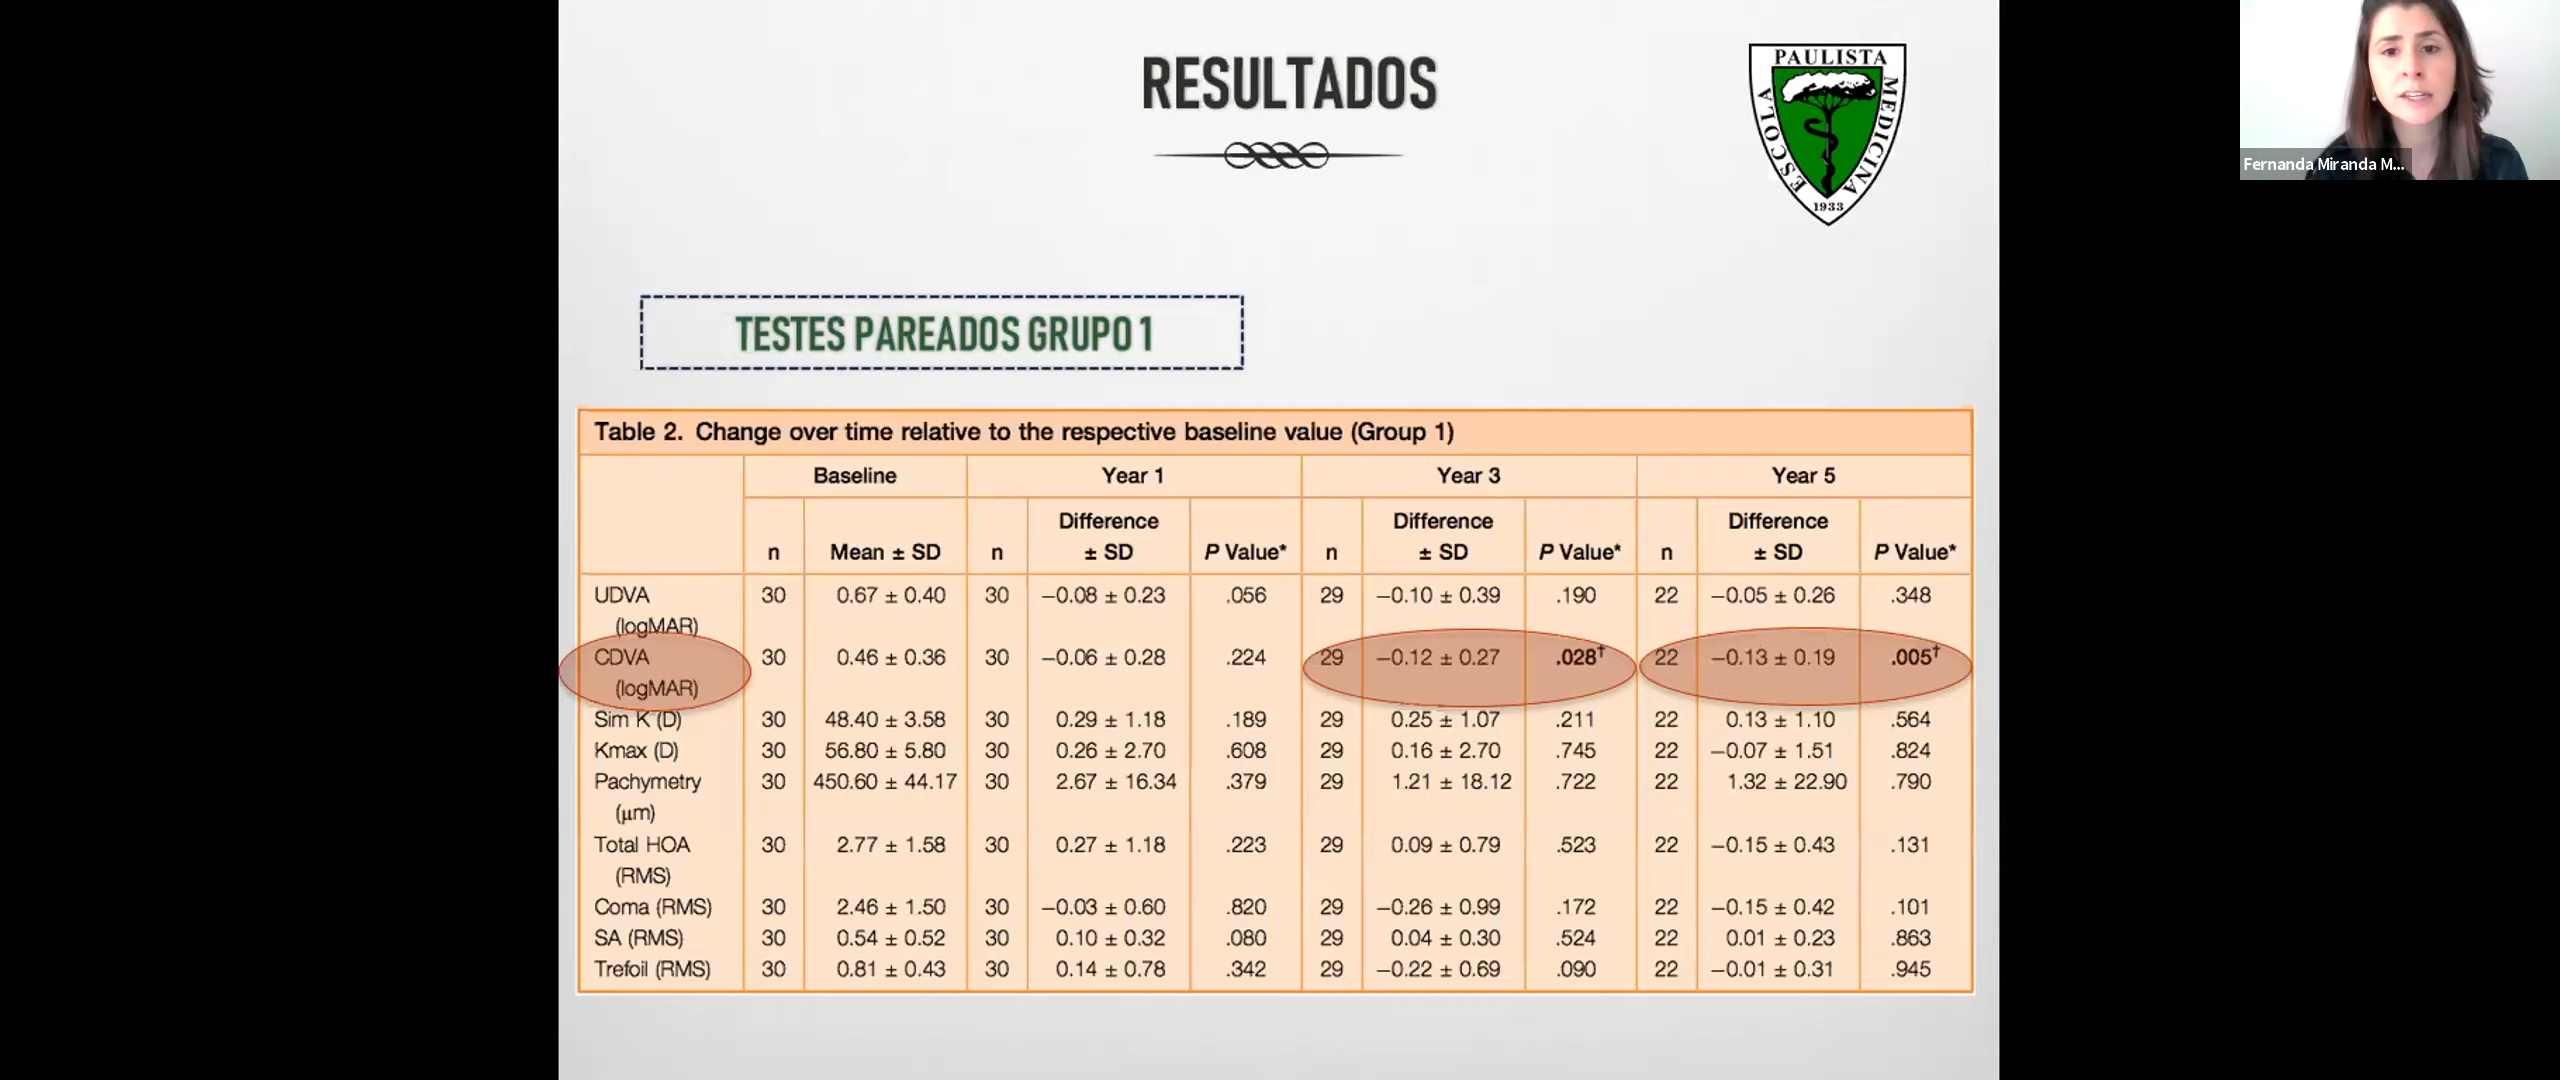 RESULTADOS
ESCOLA PAULISTA MEDICINA
1933
Fernanda Miranda M...
TESTES PAREADOS GRUPO 1
Table 2. Change over time relative to the respective baseline value (Group 1)
Baseline Year 1 Year 3 Year 5
Difference Difference Difference
n Mean ± SD n ± SD P Value* n ± SD P Value* n ± SD P Value*
UDVA 30 0.67 ± 0.40 30 −0.08 ± 0.23 .056 29 −0.10 ± 0.39 .190 22 −0.05 ± 0.26 .348
(logMAR)
CDVA 30 0.46 ± 0.36 30 −0.06 ± 0.28 .224 29 −0.12 ± 0.27 .028† 22 −0.13 ± 0.19 .005†
(logMAR)
Sim K (D) 30 48.40 ± 3.58 30 0.29 ± 1.18 .189 29 0.25 ± 1.07 .211 22 0.13 ± 1.10 .564
Kmax (D) 30 56.80 ± 5.80 30 0.26 ± 2.70 .608 29 0.16 ± 2.70 .745 22 −0.07 ± 1.51 .824
Pachymetry 30 450.60 ± 44.17 30 2.67 ± 16.34 .379 29 1.21 ± 18.12 .722 22 1.32 ± 22.90 .790
(μm)
Total HOA 30 2.77 ± 1.58 30 0.27 ± 1.18 .223 29 0.09 ± 0.79 .523 22 −0.15 ± 0.43 .131
(RMS)
Coma (RMS) 30 2.46 ± 1.50 30 −0.03 ± 0.60 .820 29 −0.26 ± 0.99 .172 22 −0.15 ± 0.42 .101
SA (RMS) 30 0.54 ± 0.52 30 0.10 ± 0.32 .080 29 0.04 ± 0.30 .524 22 0.01 ± 0.23 .863
Trefoil (RMS) 30 0.81 ± 0.43 30 0.14 ± 0.78 .342 29 −0.22 ± 0.69 .090 22 −0.01 ± 0.31 .945